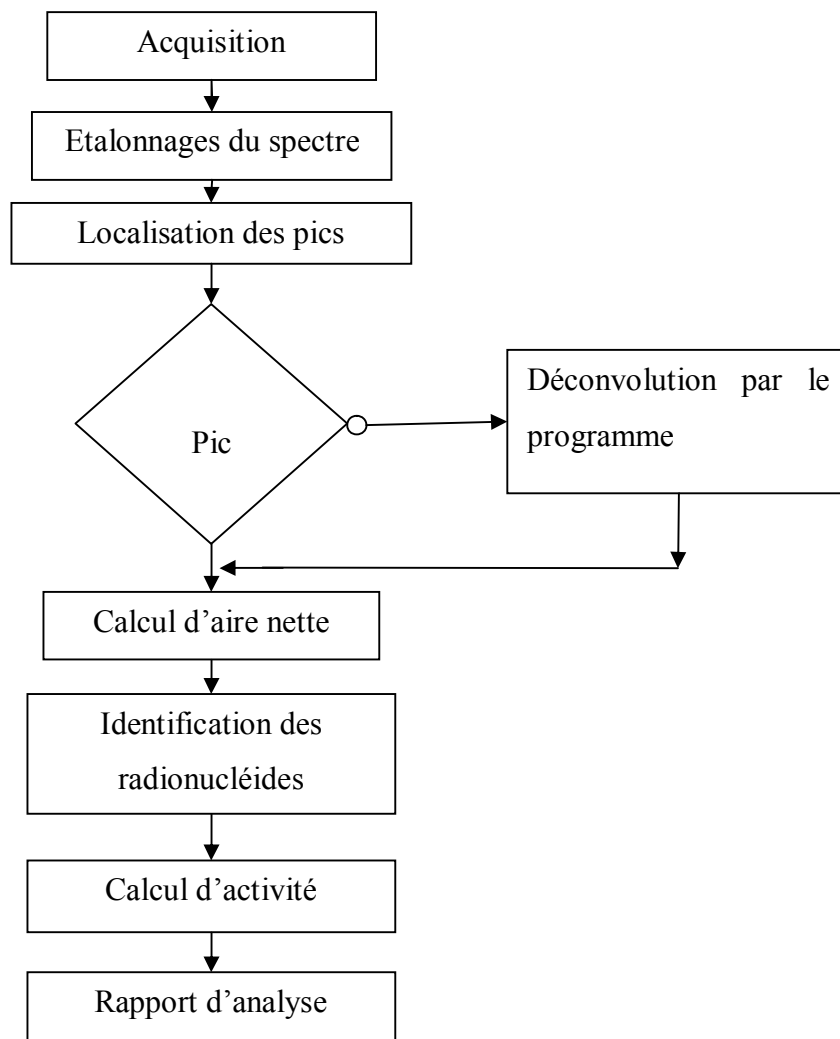 Acquisition
Etalonnages du spectre
Localisation des pics
Pic
Déconvolution par le
programme
Calcul d’aire nette
Identification des
radionucléides
Calcul d’activité
Rapport d’analyse